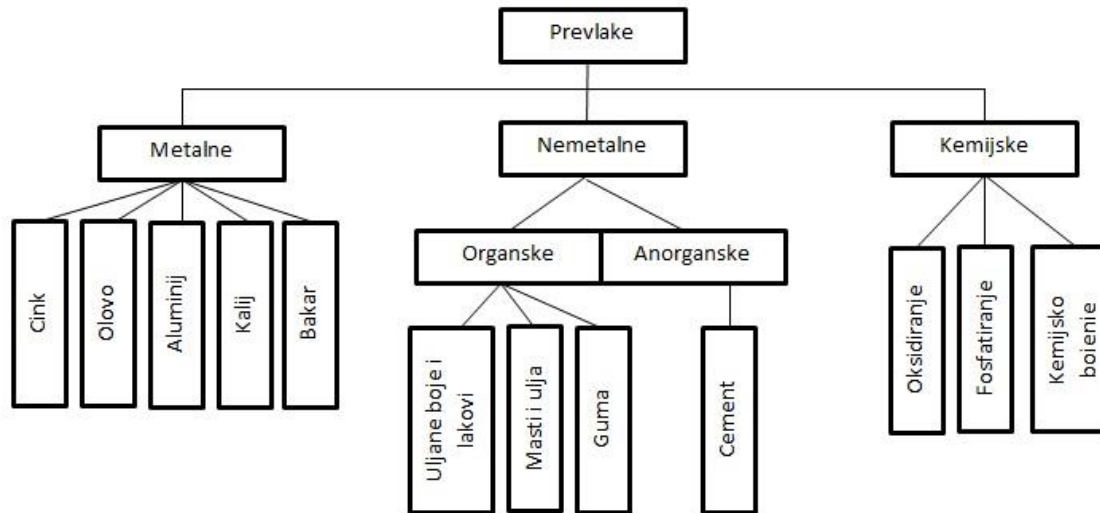 Prevlake
Metalne
Nemetalne
Kemijske
Organske
Anorganske
Cink
Olovo
Aluminij
Kalij
Bakar
Uljane boje i
lakovi
Masti i ulja
Guma
Cement
Oksidiranje
Fosfatiranje
Kemijsko
boienie